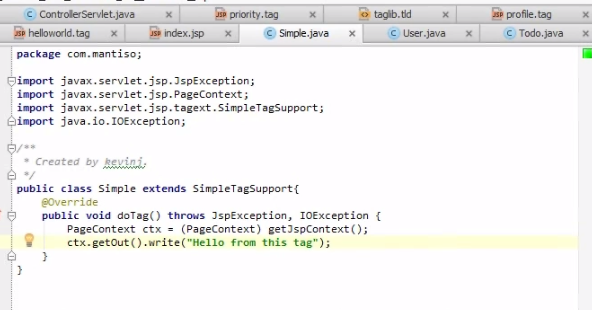 ControllerServlet.java priority.tag taglib.tld profile.tag
helloworld.tag index.jsp Simple.java User.java Todo.java
package com.mantiso;
import javax.servlet.jsp.JspException;
import javax.servlet.jsp.PageContext;
import javax.servlet.jsp.tagext.SimpleTagSupport;
import java.io.IOException;
/**
* Created by kevinj.
*/
public class Simple extends SimpleTagSupport{
@Override
public void doTag() throws JspException, IOException {
PageContext ctx = (PageContext) getJspContext();
ctx.getOut().write("Hello from this tag");
}
}